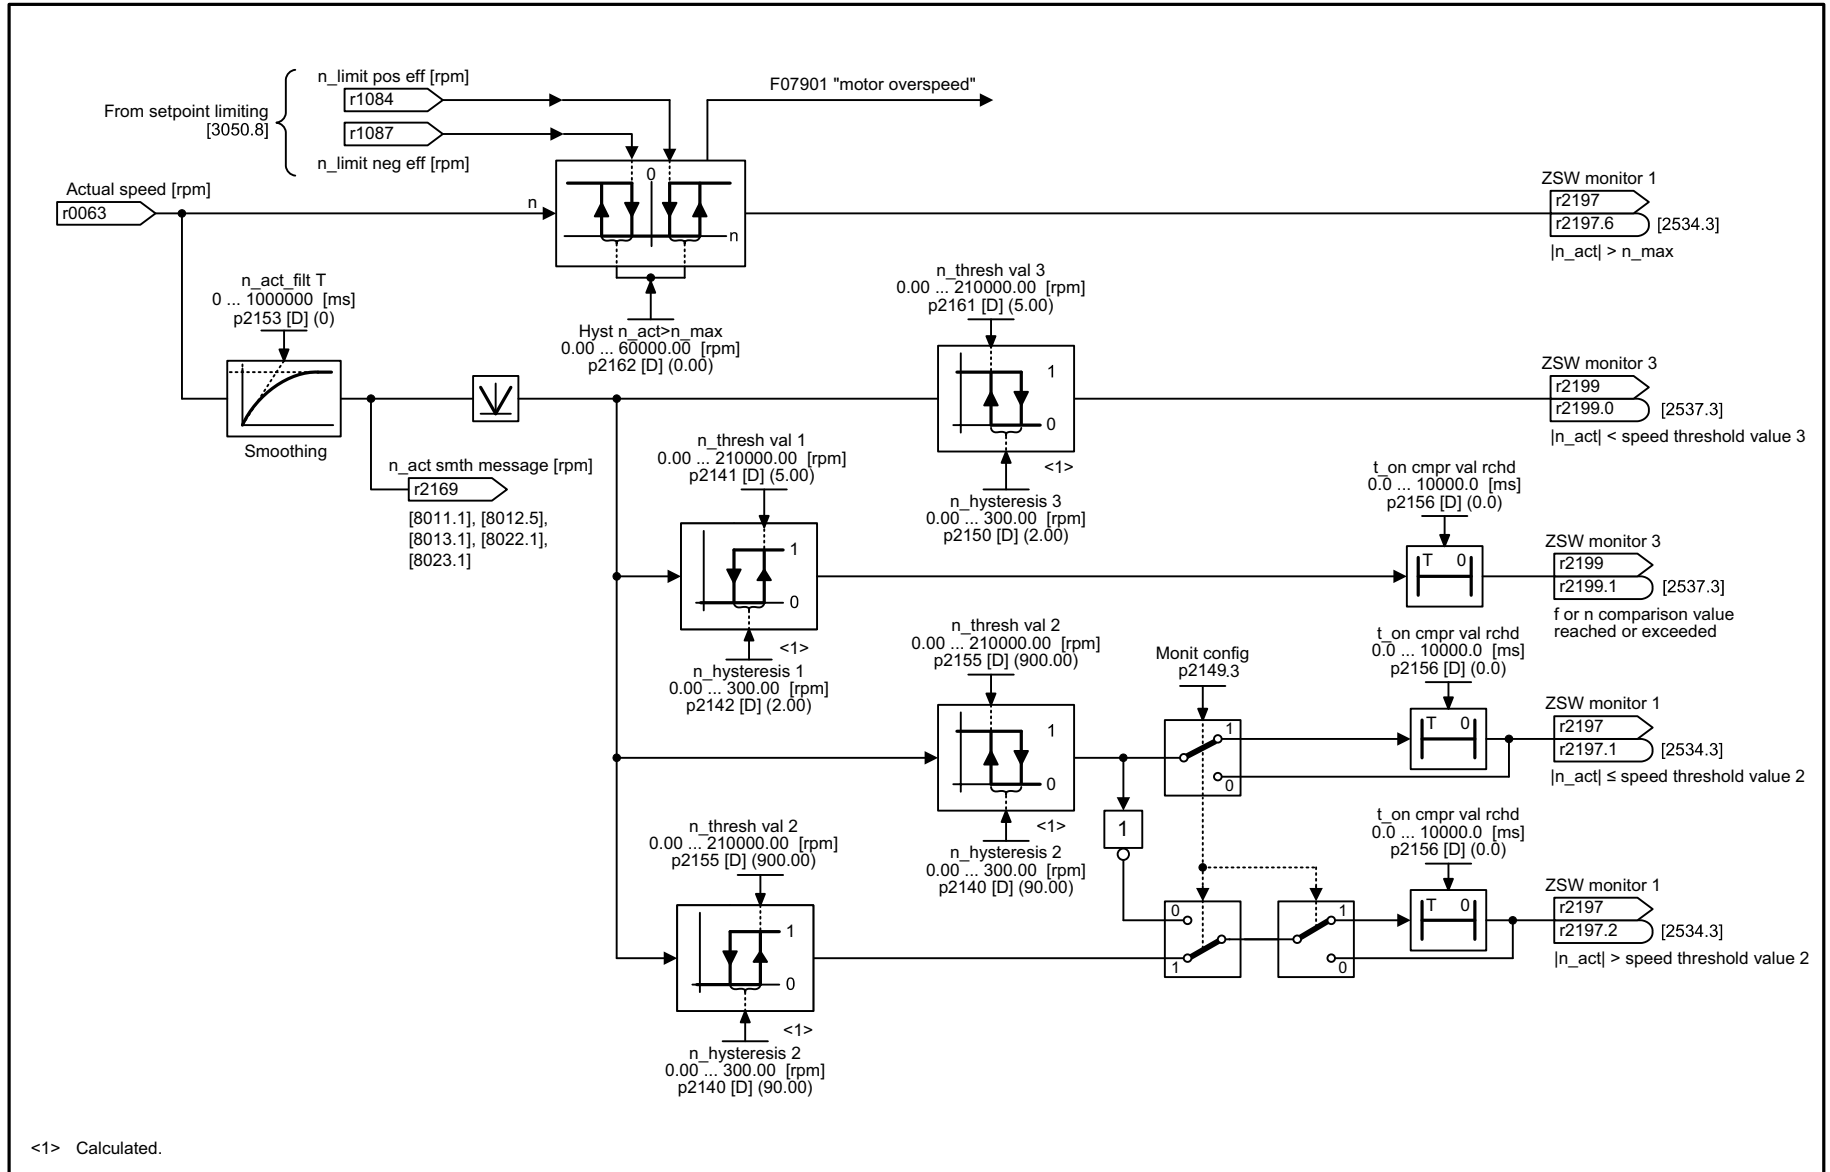 n_limit pos eff [rpm]
r1084
From setpoint limiting
[3050.8]
r1087
n_limit neg eff [rpm]
F07901 "motor overspeed"
Actual speed [rpm]
r0063
n
0
n
ZSW monitor 1
r2197
r2197.6
[2534.3]
|n_act| > n_max
Hyst n_act>n_max
0.00 ... 60000.00 [rpm]
p2162 [D] (0.00)
n_act_filt T
0 ... 1000000 [ms]
p2153 [D] (0)
Smoothing
n_act smth message [rpm]
r2169
[8011.1], [8012.5],
[8013.1], [8022.1],
[8023.1]
n_thresh val 3
0.00 ... 210000.00 [rpm]
p2161 [D] (5.00)
1
0
<1>
n_hysteresis 3
0.00 ... 300.00 [rpm]
p2150 [D] (2.00)
ZSW monitor 3
r2199
r2199.0
[2537.3]
|n_act| < speed threshold value 3
n_thresh val 1
0.00 ... 210000.00 [rpm]
p2141 [D] (5.00)
1
0
<1>
n_hysteresis 1
0.00 ... 300.00 [rpm]
p2142 [D] (2.00)
t_on cmpr val rchd
0.0 ... 10000.0 [ms]
p2156 [D] (0.0)
T 0
ZSW monitor 3
r2199
r2199.1
[2537.3]
f or n comparison value
reached or exceeded
n_thresh val 2
0.00 ... 210000.00 [rpm]
p2155 [D] (900.00)
1
0
<1>
n_hysteresis 2
0.00 ... 300.00 [rpm]
p2140 [D] (90.00)
Monit config
p2149.3
1
0
t_on cmpr val rchd
0.0 ... 10000.0 [ms]
p2156 [D] (0.0)
T 0
ZSW monitor 1
r2197
r2197.1
[2534.3]
|n_act| ≤ speed threshold value 2
1
n_thresh val 2
0.00 ... 210000.00 [rpm]
p2155 [D] (900.00)
1
0
<1>
n_hysteresis 2
0.00 ... 300.00 [rpm]
p2140 [D] (90.00)
0
1
1
0
t_on cmpr val rchd
0.0 ... 10000.0 [ms]
p2156 [D] (0.0)
T 0
ZSW monitor 1
r2197
r2197.2
[2534.3]
|n_act| > speed threshold value 2
<1> Calculated.